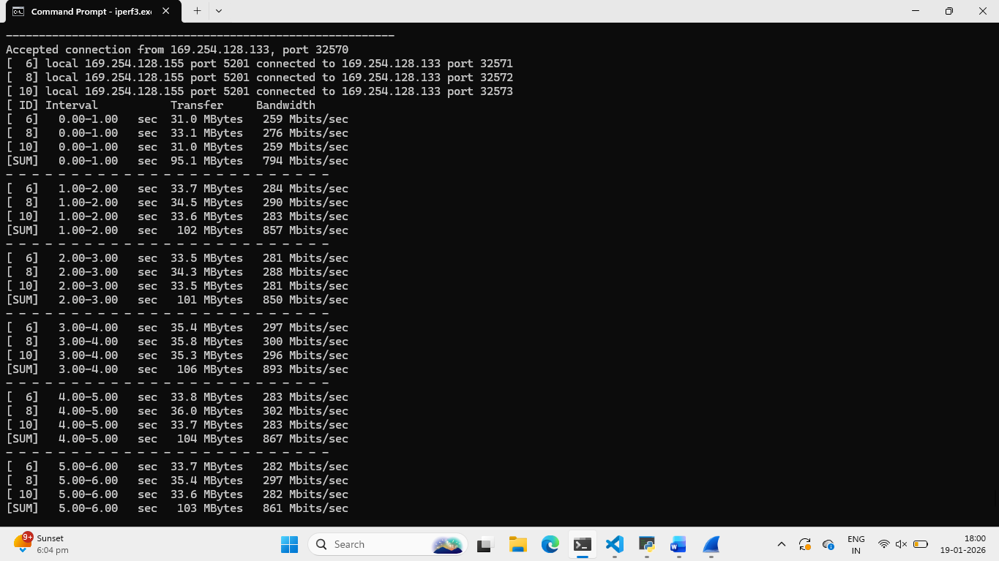 Command Prompt - iperf3.exe
---------------------------------------------------------
Accepted connection from 169.254.128.133, port 32570
[  6] local 169.254.128.155 port 5201 connected to 169.254.128.133 port 32571
[  8] local 169.254.128.155 port 5201 connected to 169.254.128.133 port 32572
[ 10] local 169.254.128.155 port 5201 connected to 169.254.128.133 port 32573
[ ID] Interval           Transfer     Bandwidth
[  6]   0.00-1.00   sec  31.0 MBytes   259 Mbits/sec
[  8]   0.00-1.00   sec  33.1 MBytes   276 Mbits/sec
[ 10]   0.00-1.00   sec  31.0 MBytes   259 Mbits/sec
[SUM]   0.00-1.00   sec  95.1 MBytes   794 Mbits/sec
- - - - - - - - - - - - - - - - - - - - - - - - -
[  6]   1.00-2.00   sec  33.7 MBytes   284 Mbits/sec
[  8]   1.00-2.00   sec  34.5 MBytes   290 Mbits/sec
[ 10]   1.00-2.00   sec  33.6 MBytes   283 Mbits/sec
[SUM]   1.00-2.00   sec   102 MBytes   857 Mbits/sec
- - - - - - - - - - - - - - - - - - - - - - - - -
[  6]   2.00-3.00   sec  33.5 MBytes   281 Mbits/sec
[  8]   2.00-3.00   sec  34.3 MBytes   288 Mbits/sec
[ 10]   2.00-3.00   sec  33.5 MBytes   281 Mbits/sec
[SUM]   2.00-3.00   sec   101 MBytes   850 Mbits/sec
- - - - - - - - - - - - - - - - - - - - - - - - -
[  6]   3.00-4.00   sec  35.4 MBytes   297 Mbits/sec
[  8]   3.00-4.00   sec  35.8 MBytes   300 Mbits/sec
[ 10]   3.00-4.00   sec  35.3 MBytes   296 Mbits/sec
[SUM]   3.00-4.00   sec   106 MBytes   893 Mbits/sec
- - - - - - - - - - - - - - - - - - - - - - - - -
[  6]   4.00-5.00   sec  33.8 MBytes   283 Mbits/sec
[  8]   4.00-5.00   sec  36.0 MBytes   302 Mbits/sec
[ 10]   4.00-5.00   sec  33.7 MBytes   283 Mbits/sec
[SUM]   4.00-5.00   sec   104 MBytes   867 Mbits/sec
- - - - - - - - - - - - - - - - - - - - - - - - -
[  6]   5.00-6.00   sec  33.7 MBytes   282 Mbits/sec
[  8]   5.00-6.00   sec  35.4 MBytes   297 Mbits/sec
[ 10]   5.00-6.00   sec  33.6 MBytes   282 Mbits/sec
[SUM]   5.00-6.00   sec   103 MBytes   861 Mbits/sec
9+
Sunset
6:04 pm
Search
ENG
IN
18:00
19-01-2026